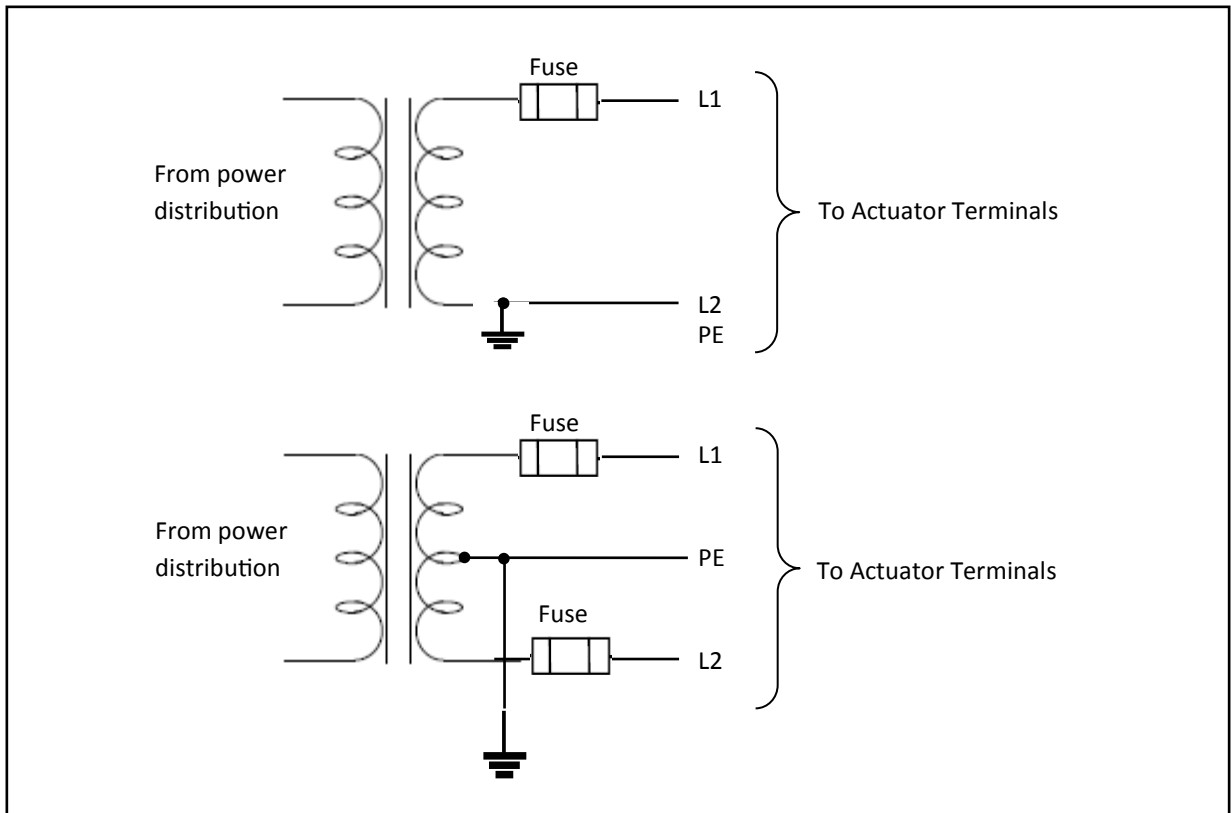 Fuse
L1
From power
distribution
To Actuator Terminals
L2
PE
Fuse
L1
From power
distribution
PE
To Actuator Terminals
Fuse
L2